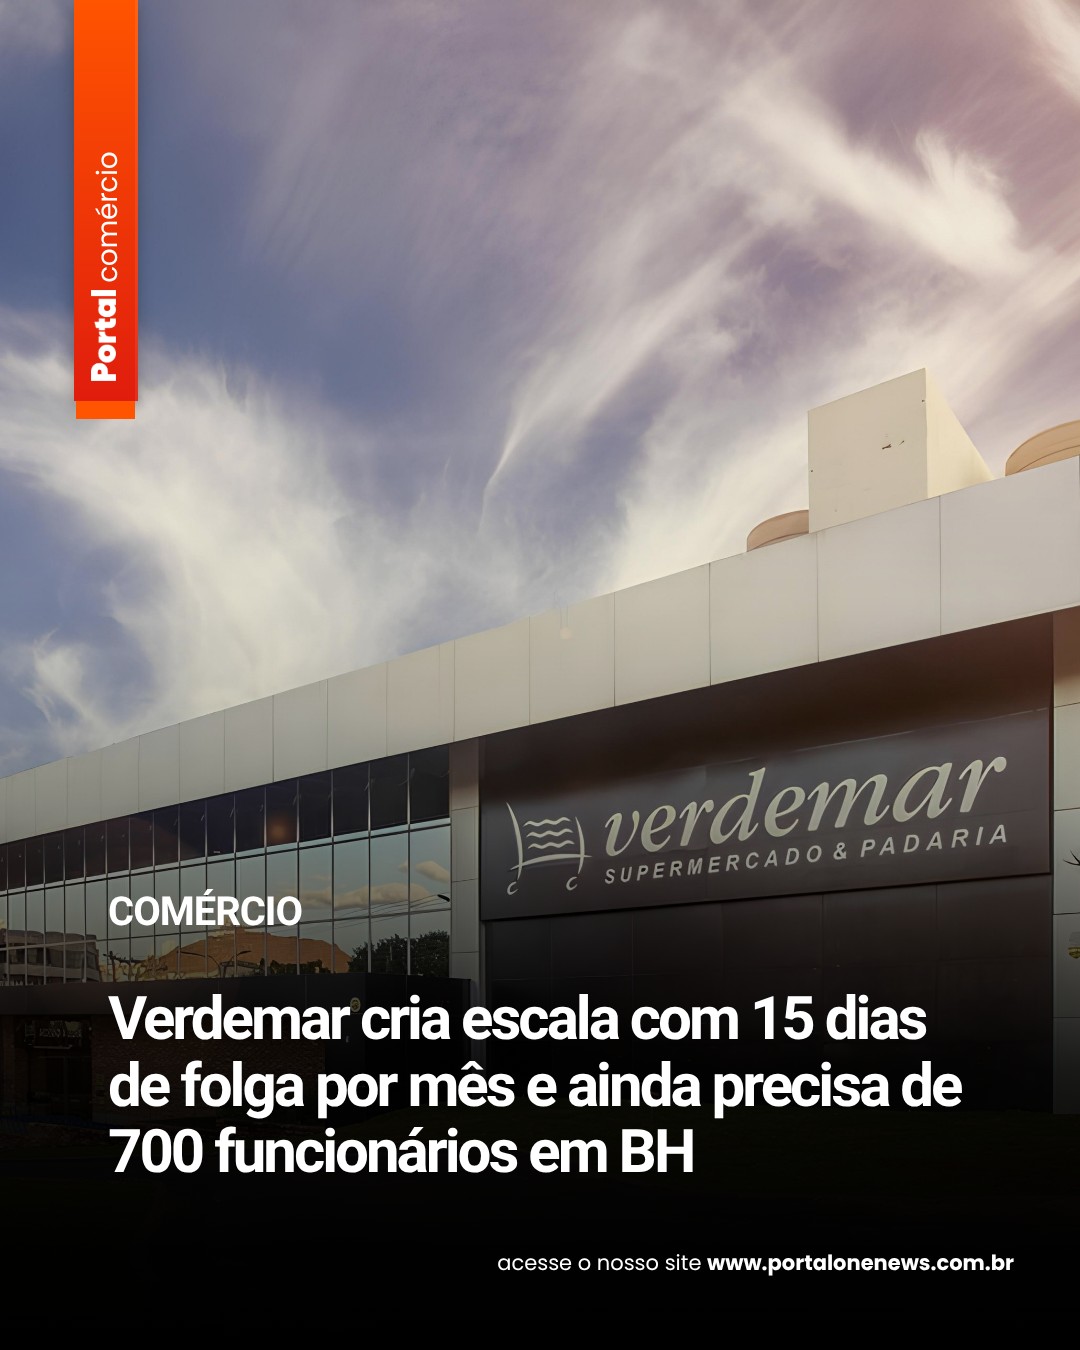 Portal comércio
verdemar
SUPERMERCADO & PADARIA
COMÉRCIO
Verdemar cria escala com 15 dias
de folga por mês e ainda precisa de
700 funcionários em BH
acesse o nosso site www.portalonenews.com.br